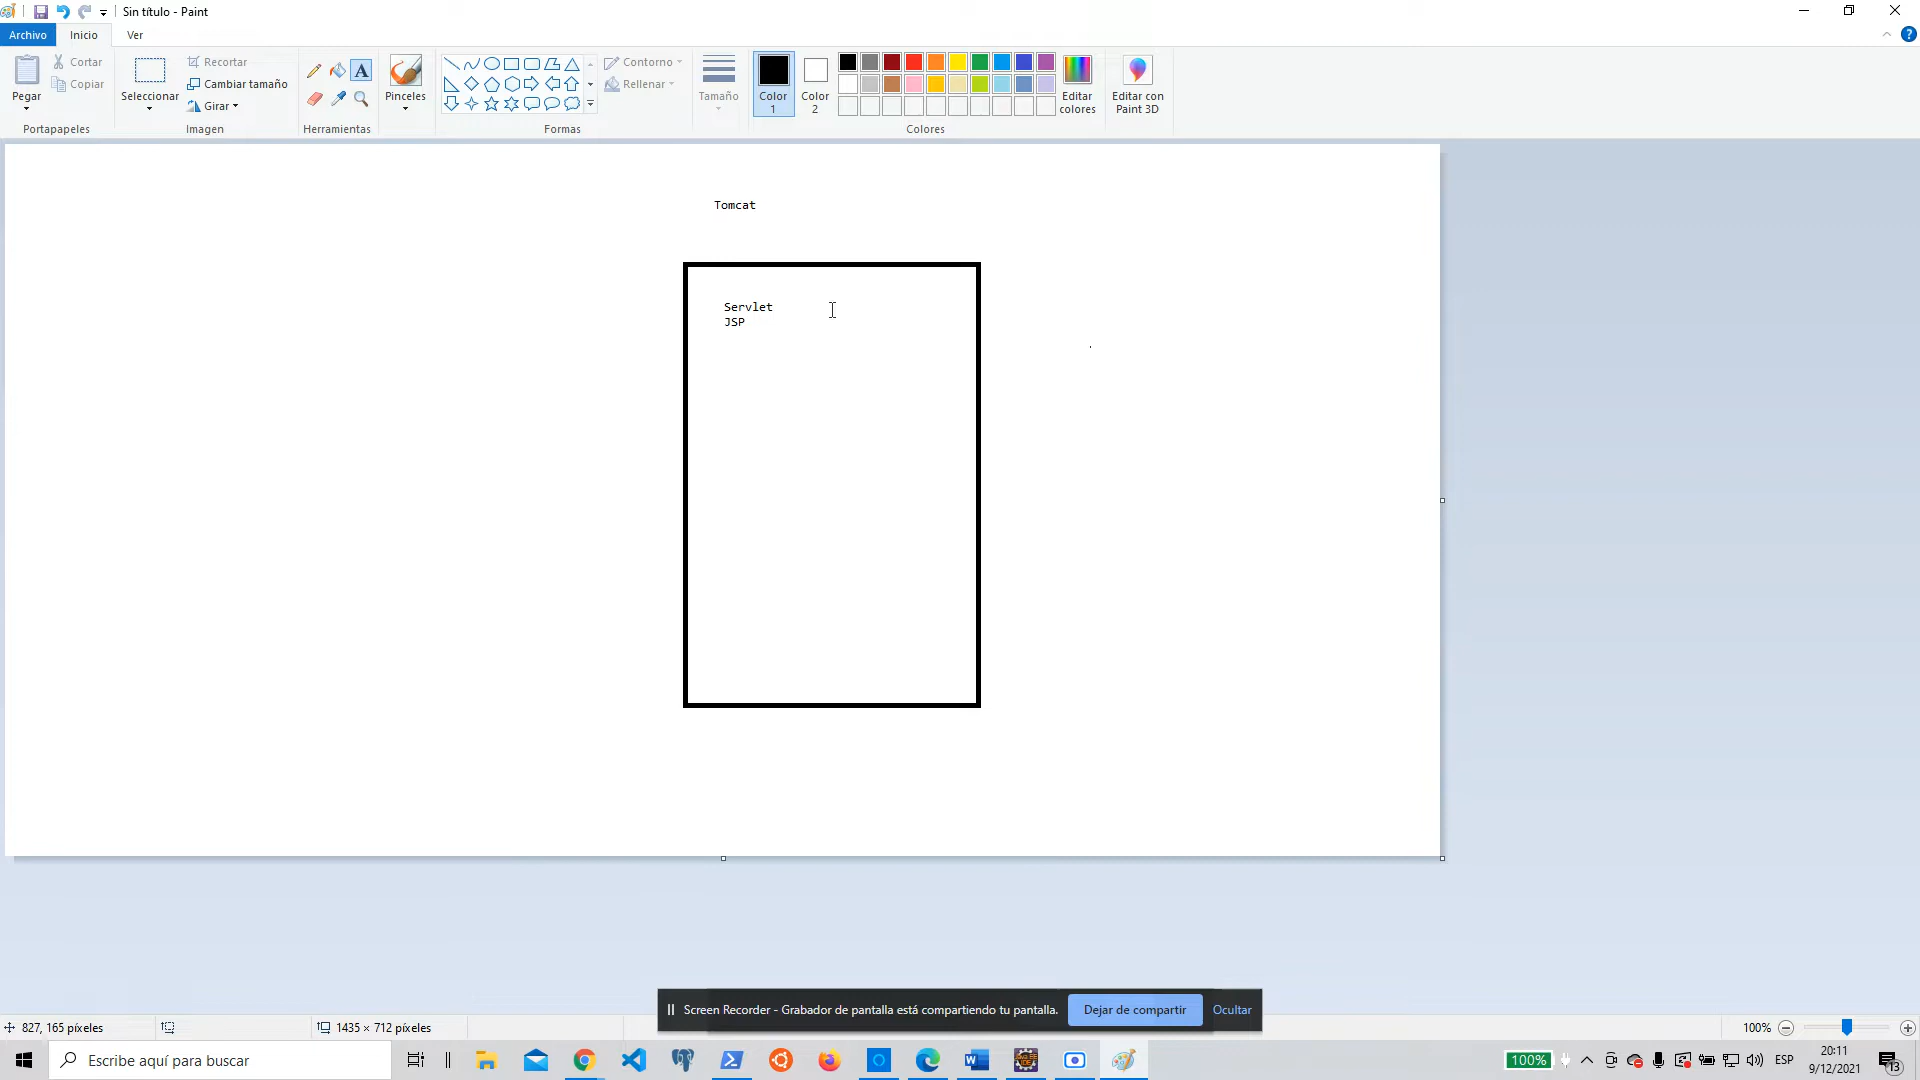 Sin título - Paint
Archivo
Inicio
Ver
Pegar
Cortar
Copiar
Portapapeles
Seleccionar
Recortar
Cambiar tamaño
Girar
Imagen
A
Herramientas
Pinceles
Contorno
Rellenar
Formas
Tamaño
Color 1
Color 2
Editar colores
Colores
Editar con Paint 3D
Tomcat
Servlet
JSP
Screen Recorder - Grabador de pantalla está compartiendo tu pantalla.
Dejar de compartir
Ocultar
827, 165 píxeles
1435 × 712 píxeles
100%
Escribe aquí para buscar
100%
ESP
20:11
9/12/2021
13